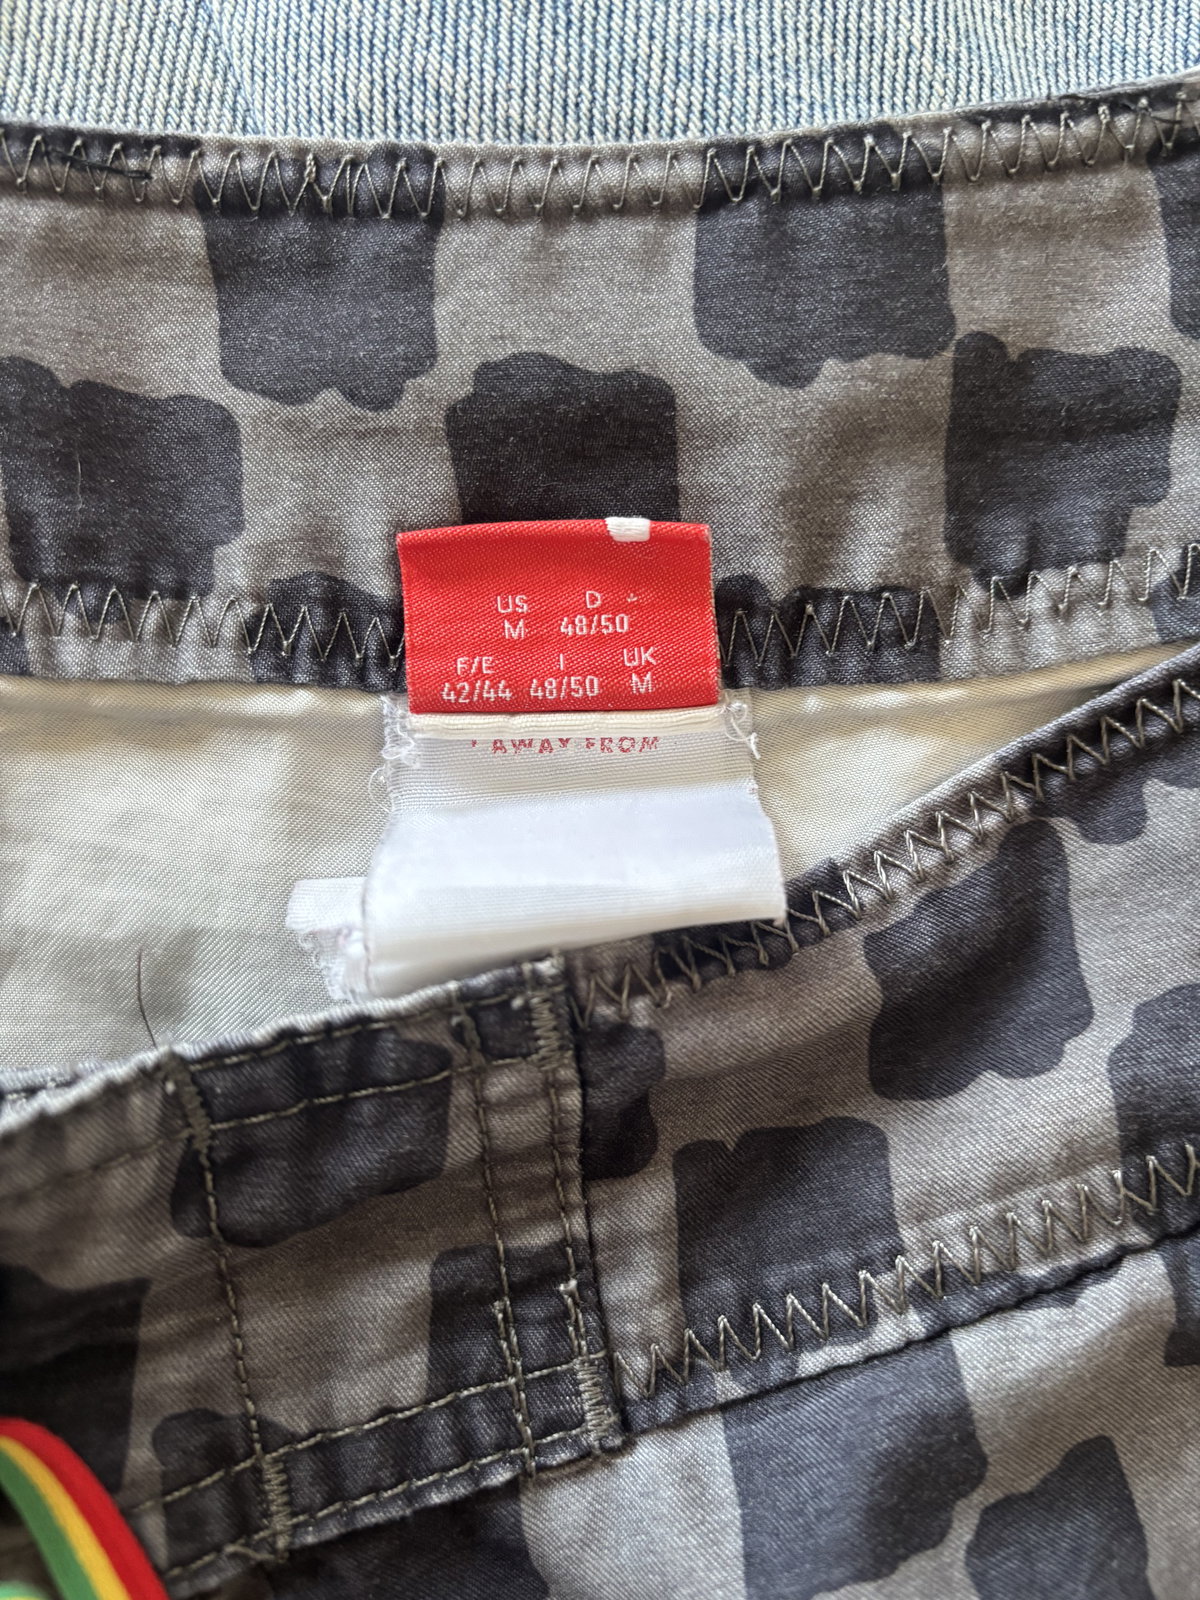 US D
M 48/50
F/E I UK
42/44 48/50 M
AWAY FROM